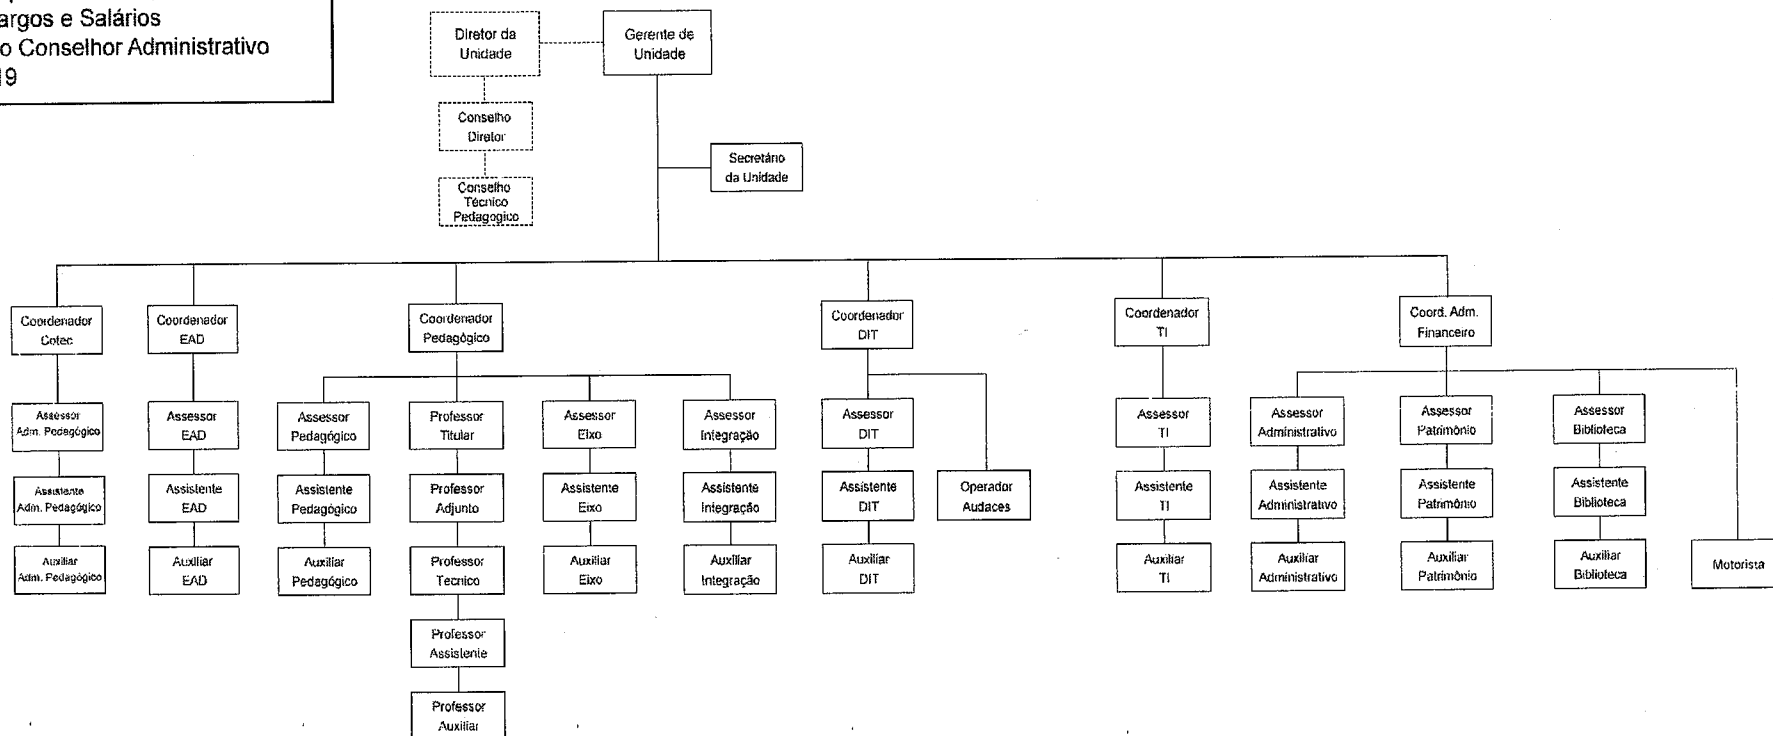 argos e Salários
o Conselhor Administrativo
19
Diretor da
Unidade
Gerente de
Unidade
Conselho
Diretor
Secretário
da Unidade
Conselho
Técnico
Pedagogico
Coordenador
Cotec
Coordenador
EAD
Coordenador
Pedagógico
Coordenador
DIT
Coordenador
TI
Coord. Adm.
Financeiro
Assessor
Adm. Pedagógico
Assessor
EAD
Assessor
Pedagógico
Professor
Titular
Assessor
Eixo
Assessor
Integração
Assessor
DIT
Assessor
TI
Assessor
Administrativo
Assessor
Patrimônio
Assessor
Biblioteca
Assistente
Adm. Pedagógico
Assistente
EAD
Assistente
Pedagógico
Professor
Adjunto
Assistente
Eixo
Assistente
Integração
Assistente
DIT
Operador
Audaces
Assistente
TI
Assistente
Administrativo
Assistente
Patrimônio
Assistente
Biblioteca
Auxiliar
Adm. Pedagógico
Auxiliar
EAD
Auxiliar
Pedagógico
Professor
Tecnico
Auxiliar
Eixo
Auxiliar
Integração
Auxiliar
DIT
Auxiliar
TI
Auxiliar
Administrativo
Auxiliar
Patrimônio
Auxiliar
Biblioteca
Motorista
Professor
Assistente
Professor
Auxiliar